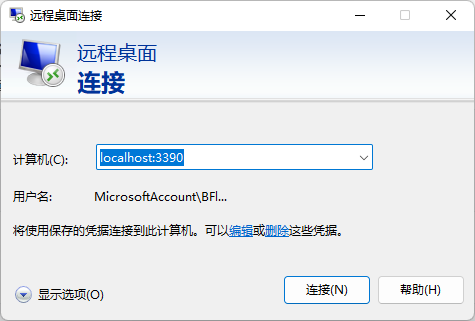 远程桌面连接
远程桌面
连接
计算机(C):
localhost:3390
用户名:
MicrosoftAccount\BFl...
将使用保存的凭据连接到此计算机。可以编辑或删除这些凭据。
显示选项(O)
连接(N)
帮助(H)